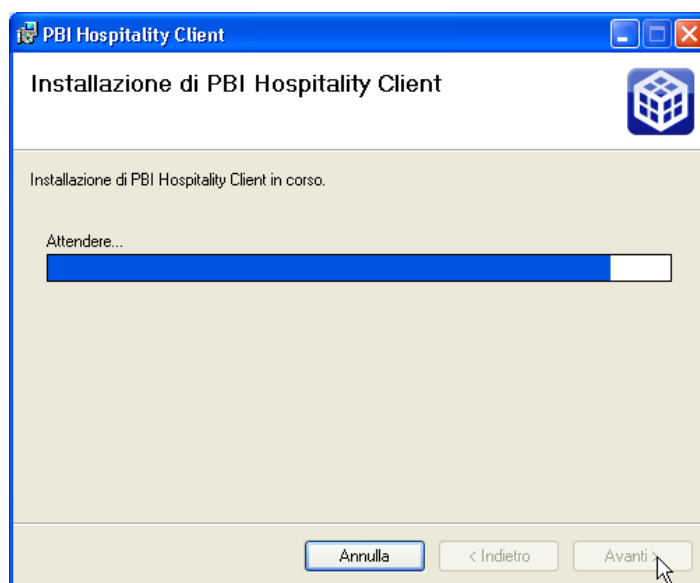 PBI Hospitality Client
Installazione di PBI Hospitality Client
Installazione di PBI Hospitality Client in corso.
Attendere...
Annulla
< Indietro
Avanti >